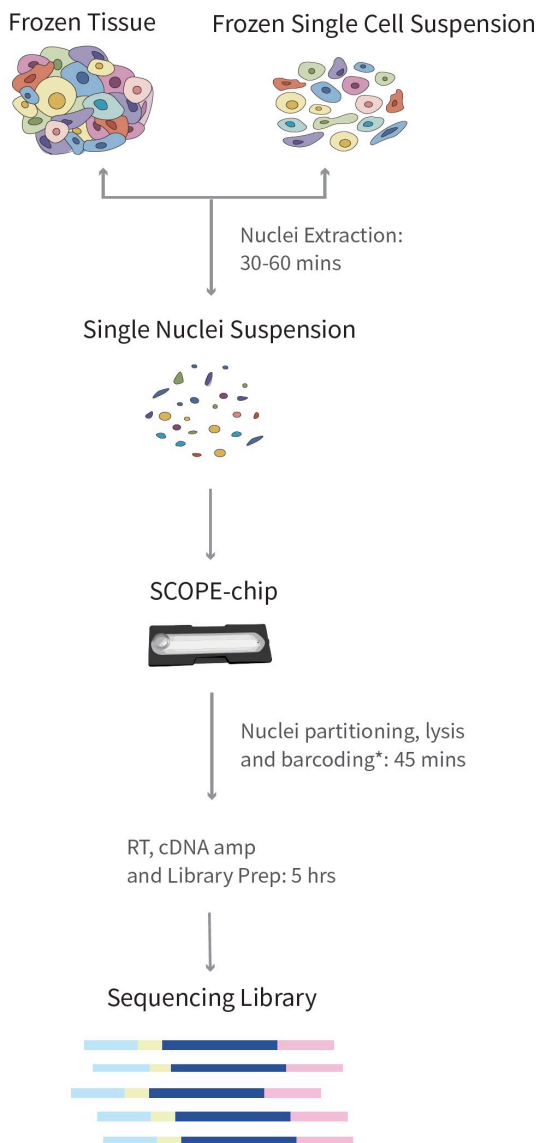 Frozen Tissue
Frozen Single Cell Suspension
Nuclei Extraction:
30-60 mins
Single Nuclei Suspension
SCOPE-chip
Nuclei partitioning, lysis
and barcoding*: 45 mins
RT, cDNA amp
and Library Prep: 5 hrs
Sequencing Library